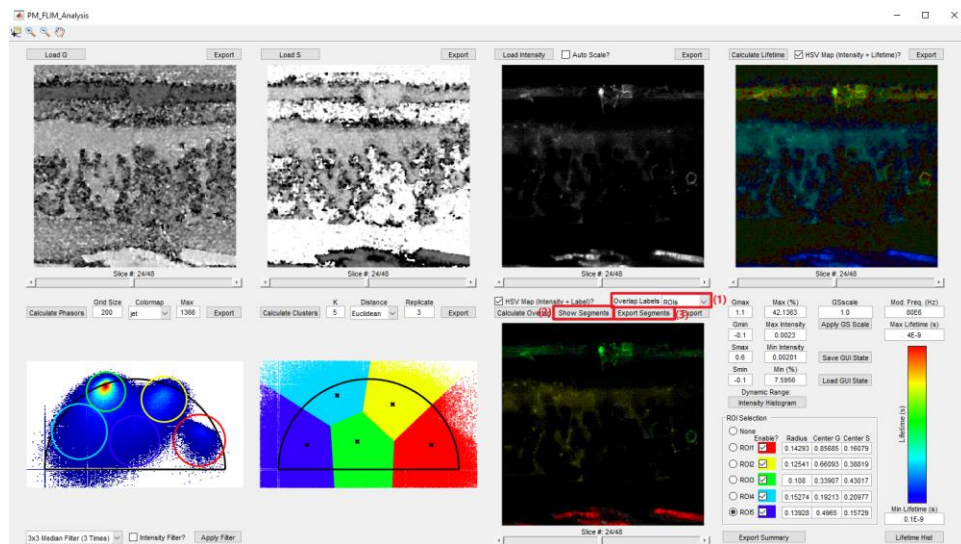 PM_FLIM_Analysis
Load G Export Load S Export Load Intensity Auto Scale? Export Calculate Lifetime HSV Map (Intensity + Lifetime)? Export
Slice #: 24/48 Slice #: 24/48 Slice #: 24/48 Slice #: 24/48
Grid Size Colormap Max
Calculate Phasors 200 jet 1366 Export
K Distance Replicate
Calculate Clusters 5 Euclidean 3 Export
HSV Map (Intensity + Label)? Overlap Labels ROIs (1)
(2) Show Segments Export Segments (3)
Gmax Max (%) GSscale Mod. Freq. (Hz)
1.1 42.1363 1.0 80E6
Gmin Max Intensity Apply GS Scale Max Lifetime (s)
-0.1 0.0023 4E-9
Smax Min Intensity
0.6 0.00201 Save GUI State
Smin Min (%)
-0.1 7.5956 Load GUI State
Dynamic Range:
Intensity Histogram
Lifetime (s)
ROI Selection
None
Enable? Radius Center G Center S
ROI1 0.14293 0.85685 0.16079
ROI2 0.12541 0.66093 0.38819
ROI3 0.108 0.33907 0.43017
ROI4 0.15274 0.19213 0.20977
ROI5 0.13928 0.4965 0.15729
Min Lifetime (s)
0.1E-9
3x3 Median Filter (3 Times) Intensity Filter? Apply Filter
Slice #: 24/48
Export Summary Lifetime Hist